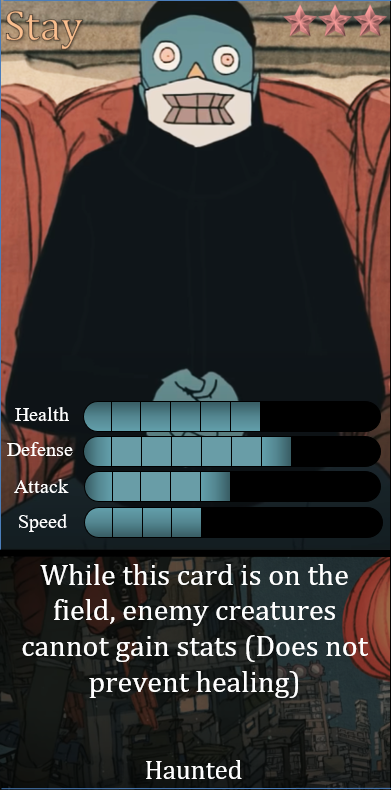 Stay
Health
Defense
Attack
Speed
While this card is on the
field, enemy creatures
cannot gain stats (Does not
prevent healing)
Haunted